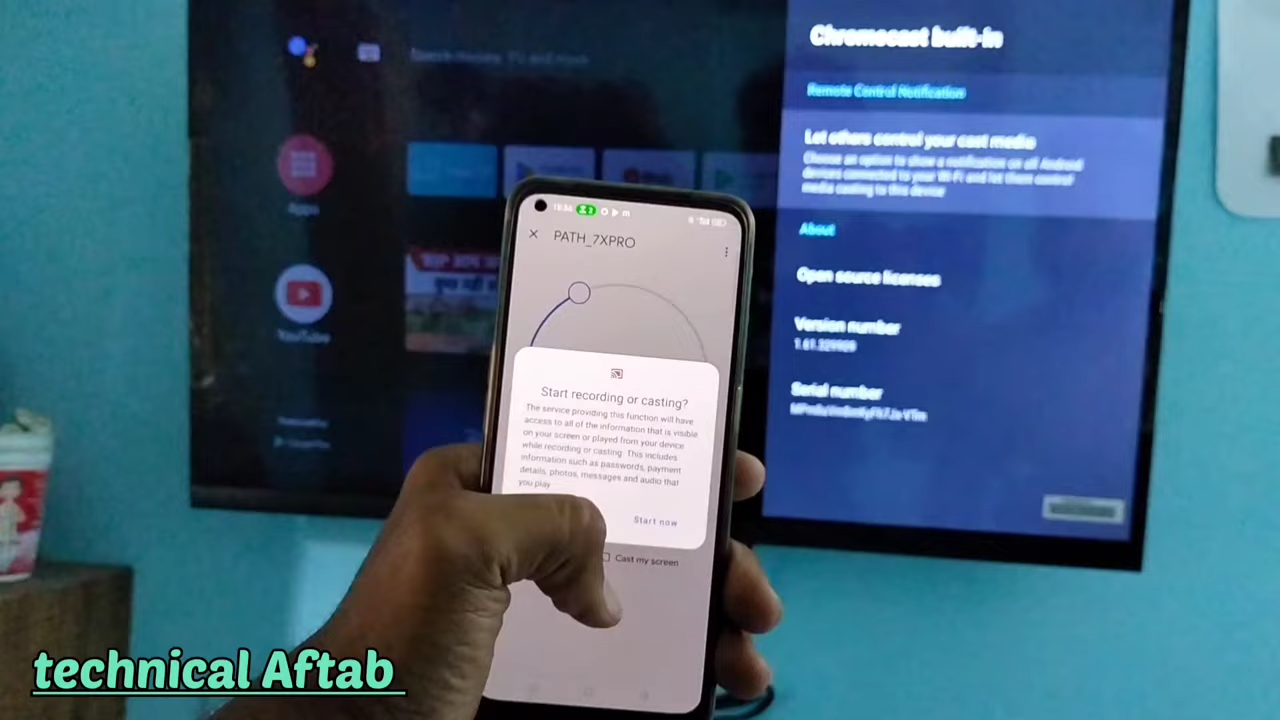 Chromecast built-in
Remote Control Notification
Let others control your cast media
Choose an option to show a notification on all Android
devices connected to your Wi-Fi and let them control
media casting to this device
About
Open source licenses
Version number
Serial number
Apps
YouTube
PATH_7XPRO
Start recording or casting?
The service providing this function will have
access to all of the information that is visible
on your screen or played from your device
while recording or casting. This includes
information such as passwords, payment
details, photos, messages and audio that
you play
Start now
Cast my screen
technical Aftab